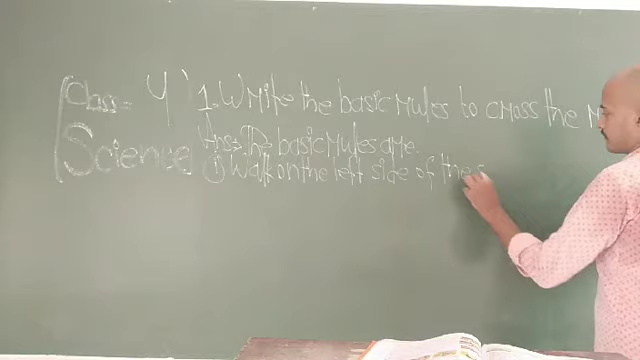 Class= 4
Science
1. Write the basic rules to cross the
Ans:- The basic rules are.
① Walk on the left side of the s